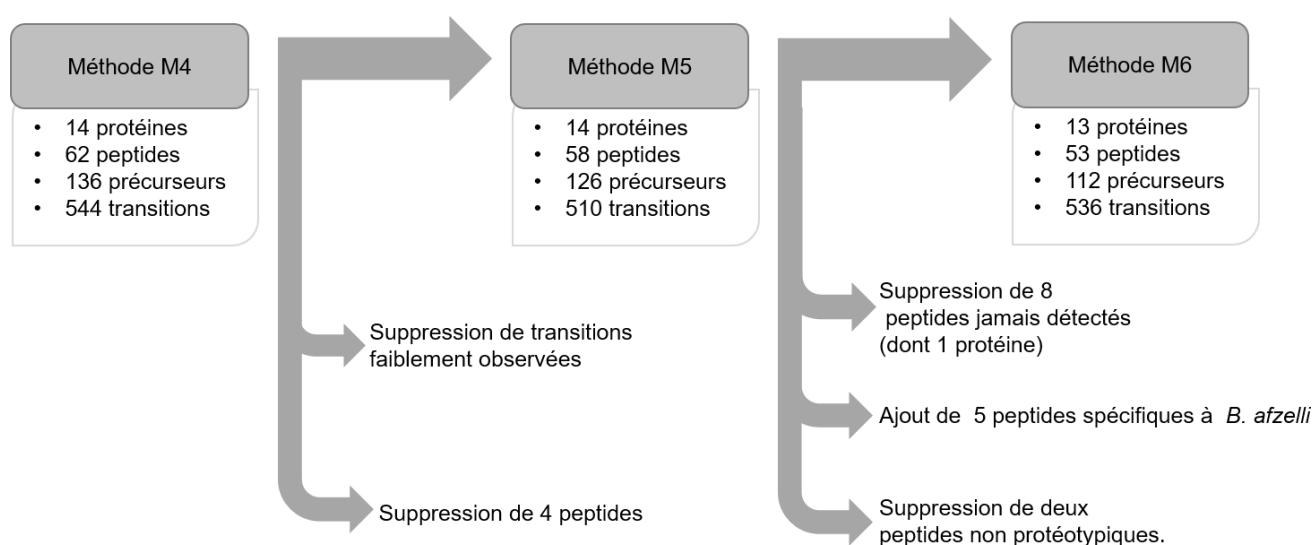 Méthode M4
• 14 protéines
• 62 peptides
• 136 précurseurs
• 544 transitions
Méthode M5
• 14 protéines
• 58 peptides
• 126 précurseurs
• 510 transitions
Méthode M6
• 13 protéines
• 53 peptides
• 112 précurseurs
• 536 transitions
Suppression de transitions
faiblement observées
Suppression de 4 peptides
Suppression de 8
peptides jamais détectés
(dont 1 protéine)
Ajout de 5 peptides spécifiques à B. afzelli
Suppression de deux
peptides non protéotypiques.